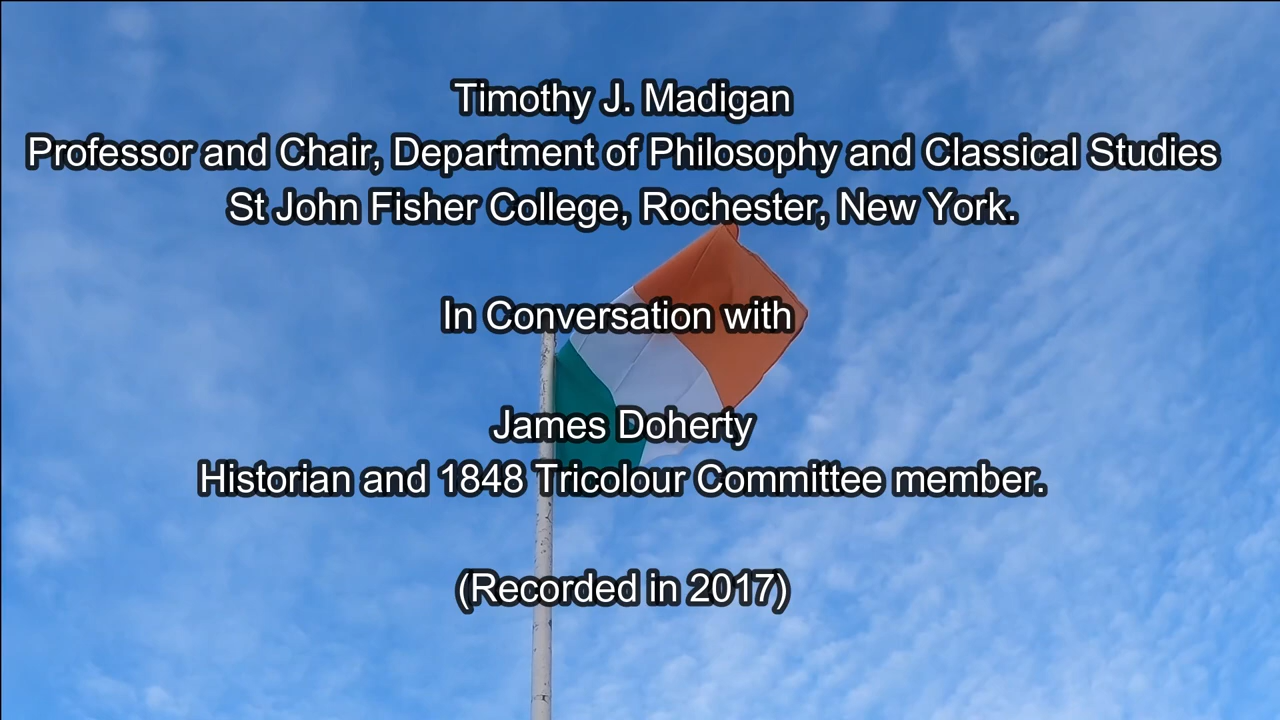 Timothy J. Madigan
Professor and Chair, Department of Philosophy and Classical Studies
St John Fisher College, Rochester, New York.
In Conversation with
James Doherty
Historian and 1848 Tricolour Committee member.
(Recorded in 2017)